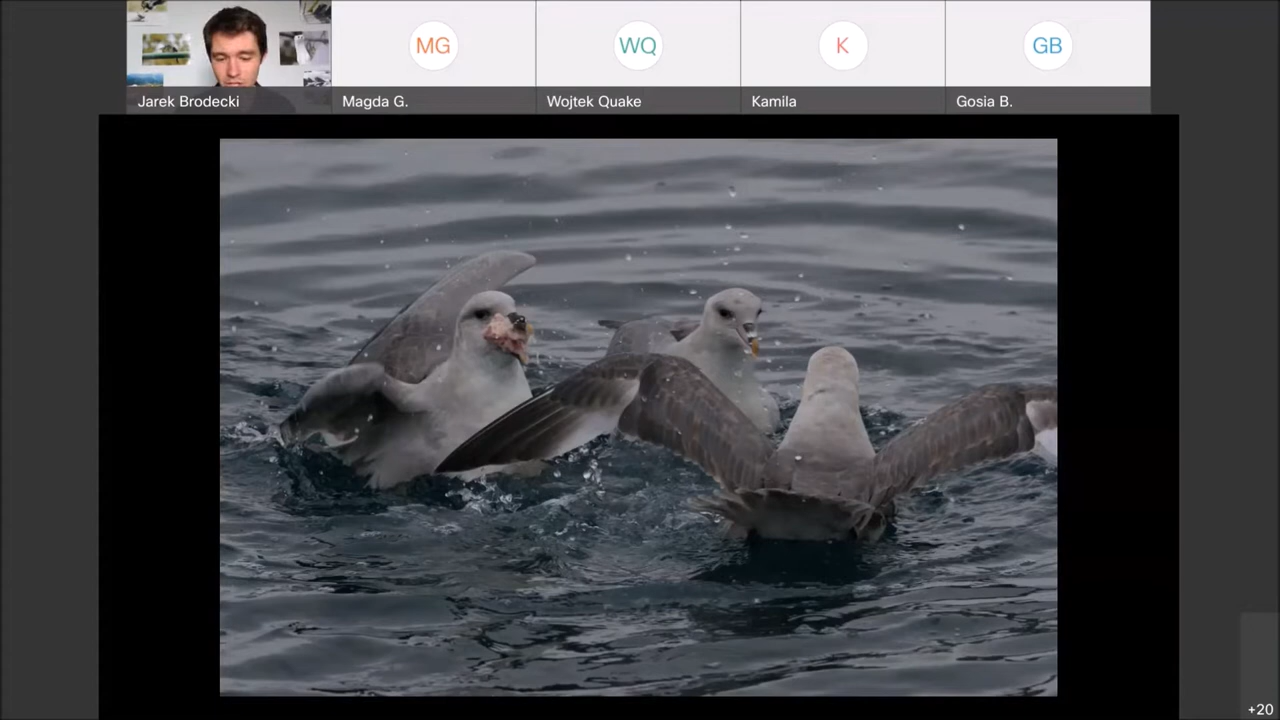 MG
WQ
K
GB
Jarek Brodecki
Magda G.
Wojtek Quake
Kamila
Gosia B.
+20